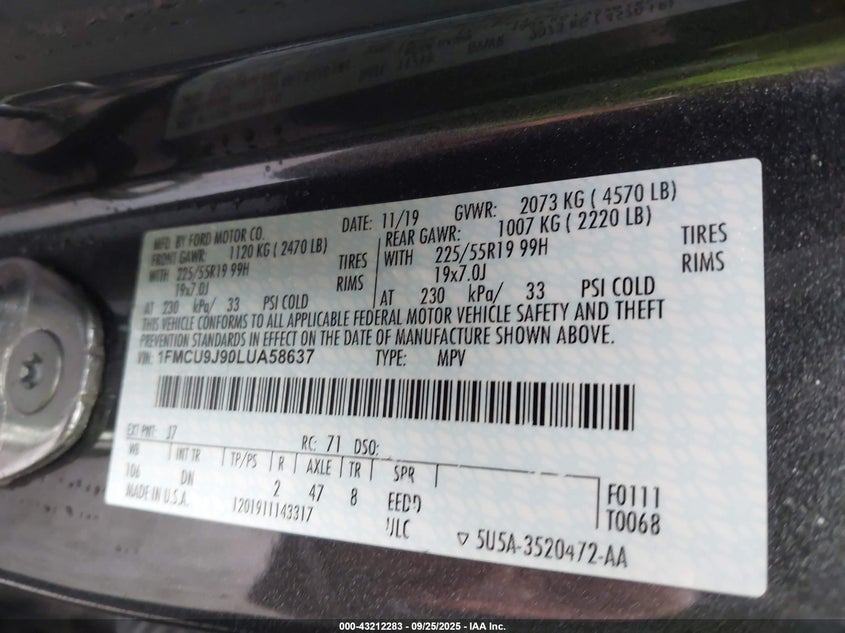 MFD. BY FORD MOTOR CO. DATE: 11/19 GVWR: 2073 KG ( 4570 LB)
FRONT GAWR: 1120 KG ( 2470 LB) REAR GAWR: 1007 KG ( 2220 LB)
WITH 225/55R19 99H TIRES WITH 225/55R19 99H TIRES
19x7.0J RIMS 19x7.0J RIMS
AT 230 kPa/ 33 PSI COLD AT 230 kPa/ 33 PSI COLD
THIS VEHICLE CONFORMS TO ALL APPLICABLE FEDERAL MOTOR VEHICLE SAFETY AND THEFT
PREVENTION STANDARDS IN EFFECT ON THE DATE OF MANUFACTURE SHOWN ABOVE.
VIN: 1FMCU9J90LUA58637 TYPE: MPV
EXT PNT: J7 RC: 71 DSO:
WB INT TR TP/PS R AXLE TR SPR
106 DN 2 47 8 EEDD F0111
MADE IN U.S.A. 1201911143317 T0068
ULC ▽ 5U5A-3520472-AA
000-43212283 - 09/25/2025 - IAA Inc.